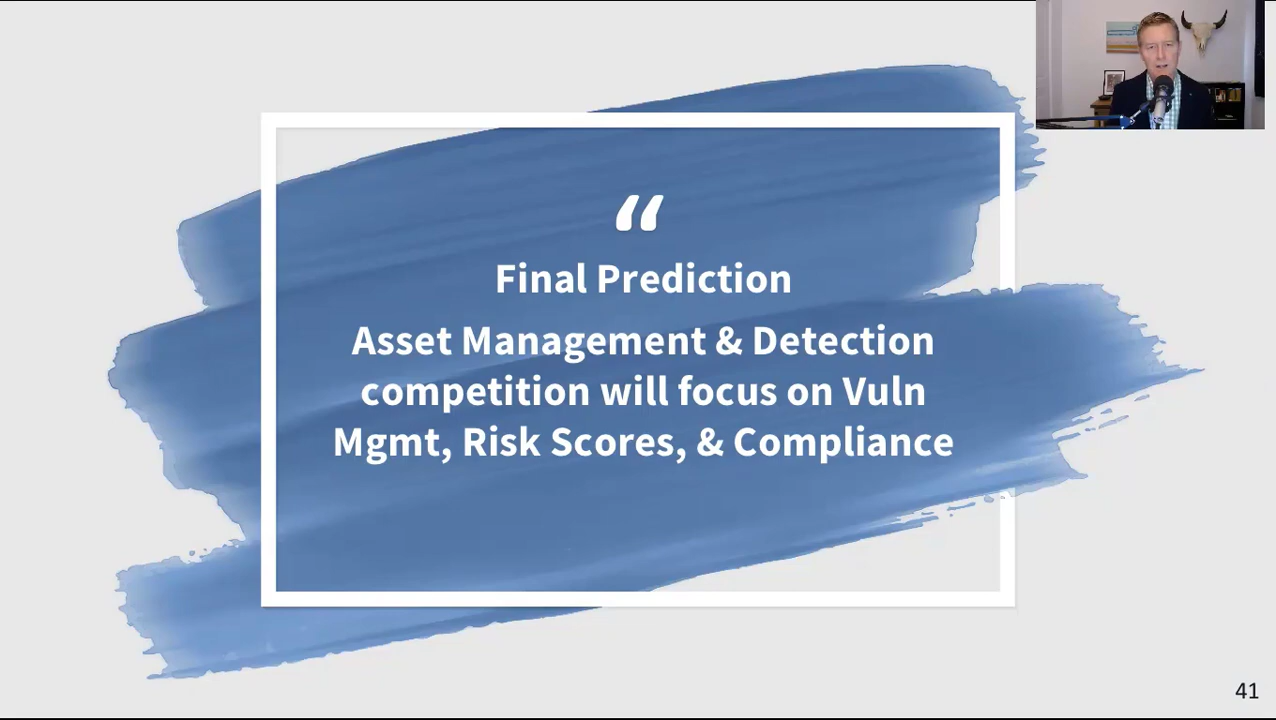 “
Final Prediction
Asset Management & Detection
competition will focus on Vuln
Mgmt, Risk Scores, & Compliance
41